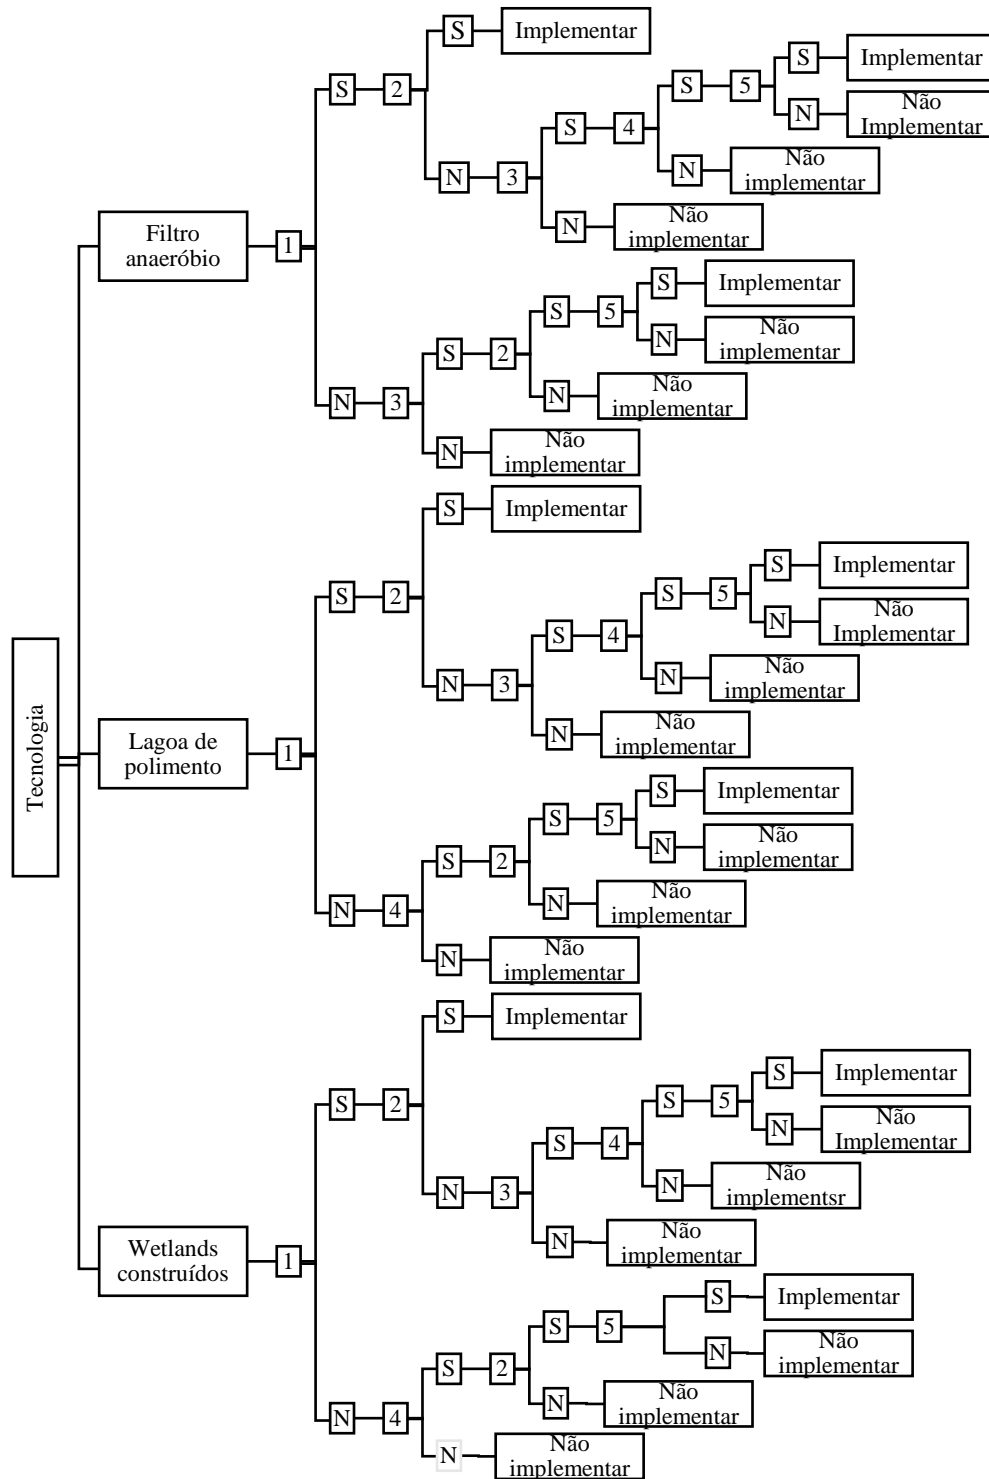 Tecnologia
Filtro
anaeróbio
1
S
2
S
Implementar
N
3
S
4
S
5
S
Implementar
N
Não
Implementar
N
Não
implementar
N
Não
implementar
N
3
S
2
S
5
S
Implementar
N
Não
implementar
N
Não
implementar
N
Não
implementar
Lagoa de
polimento
1
S
2
S
Implementar
N
3
S
4
S
5
S
Implementar
N
Não
Implementar
N
Não
implementar
N
Não
implementar
N
4
S
2
S
5
S
Implementar
N
Não
implementar
N
Não
implementar
N
Não
implementar
Wetlands
construídos
1
S
2
S
Implementar
N
3
S
4
S
5
S
Implementar
N
Não
Implementar
N
Não
implementsr
N
Não
implementar
N
4
S
2
S
5
S
Implementar
N
Não
implementar
N
Não
implementar
N
Não
implementar